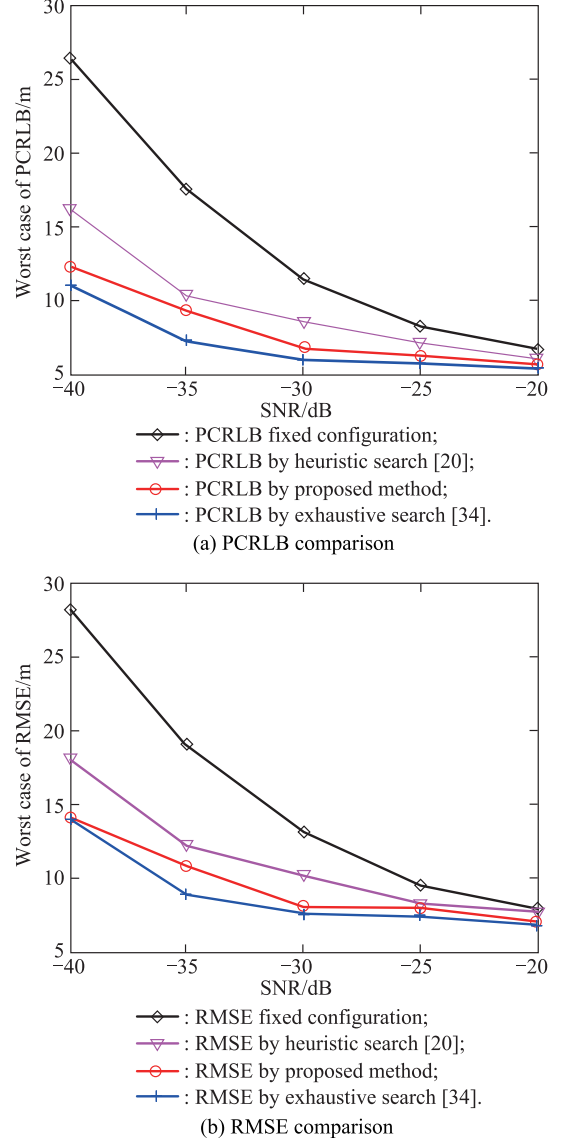 30
25
20
15
10
5
Worst case of PCRLB/m
−40 −35 −30 −25 −20
SNR/dB
: PCRLB fixed configuration;
: PCRLB by heuristic search [20];
: PCRLB by proposed method;
: PCRLB by exhaustive search [34].
(a) PCRLB comparison
30
25
20
15
10
5
Worst case of RMSE/m
−40 −35 −30 −25 −20
SNR/dB
: RMSE fixed configuration;
: RMSE by heuristic search [20];
: RMSE by proposed method;
: RMSE by exhaustive search [34].
(b) RMSE comparison